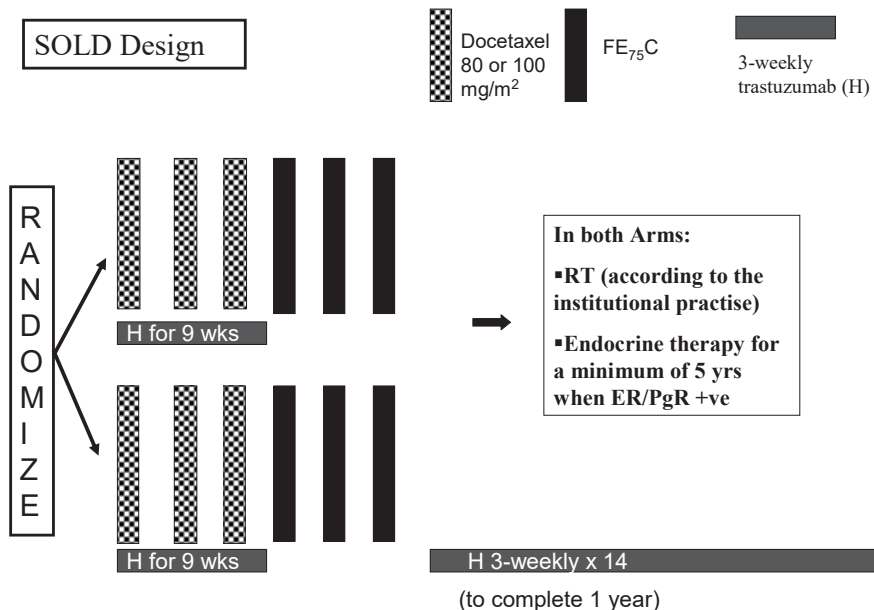 SOLD Design
Docetaxel
80 or 100
mg/m²
FE₇₅C
3-weekly
trastuzumab (H)
R
A
N
D
O
M
I
Z
E
H for 9 wks
In both Arms:
▪RT (according to the
institutional practise)
▪Endocrine therapy for
a minimum of 5 yrs
when ER/PgR +ve
H for 9 wks
H 3-weekly x 14
(to complete 1 year)